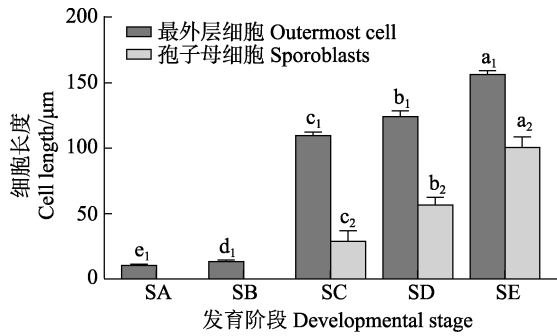 200
150
100
50
0
细胞长度
Cell length/μm
最外层细胞 Outermost cell
孢子母细胞 Sporoblasts
e1
d1
c1
c2
b1
b2
a1
a2
SA SB SC SD SE
发育阶段 Developmental stage